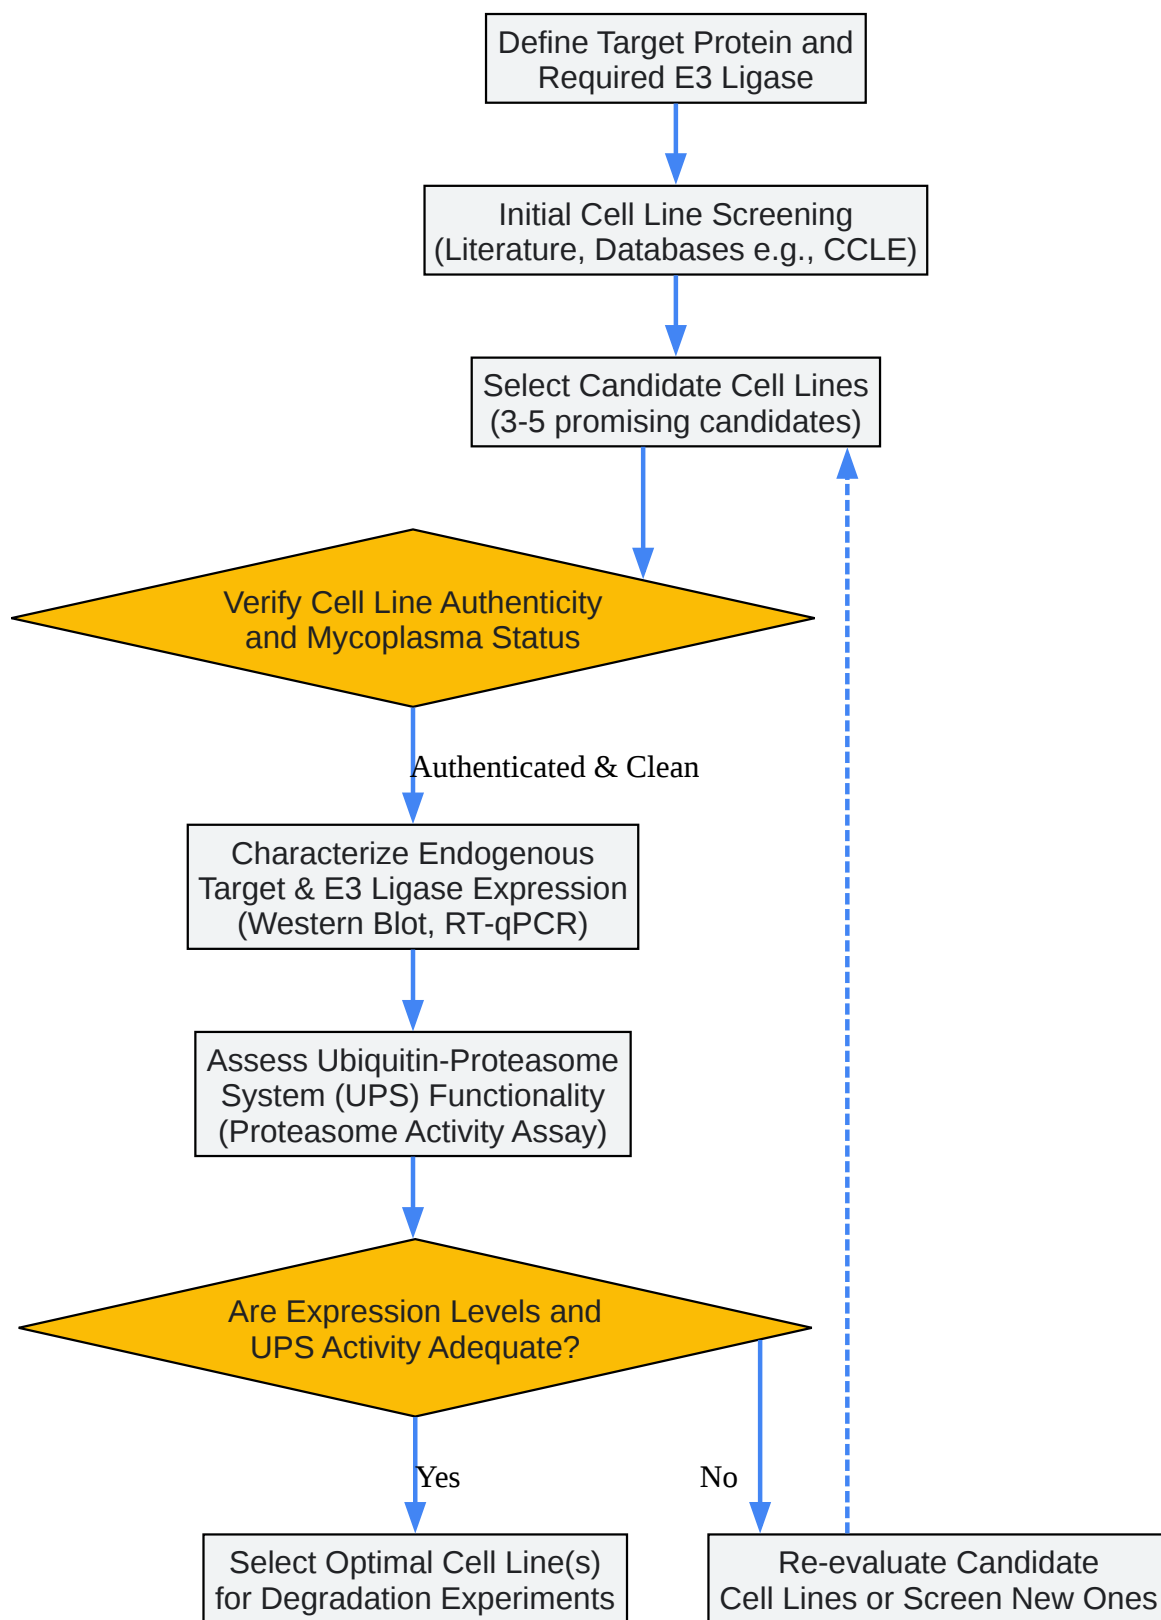 Define Target Protein and
Required E3 Ligase
Initial Cell Line Screening
(Literature, Databases e.g., CCLE)
Select Candidate Cell Lines
(3-5 promising candidates)
Verify Cell Line Authenticity
and Mycoplasma Status
Authenticated & Clean
Characterize Endogenous
Target & E3 Ligase Expression
(Western Blot, RT-qPCR)
Assess Ubiquitin-Proteasome
System (UPS) Functionality
(Proteasome Activity Assay)
Are Expression Levels and
UPS Activity Adequate?
Yes
No
Select Optimal Cell Line(s)
for Degradation Experiments
Re-evaluate Candidate
Cell Lines or Screen New Ones